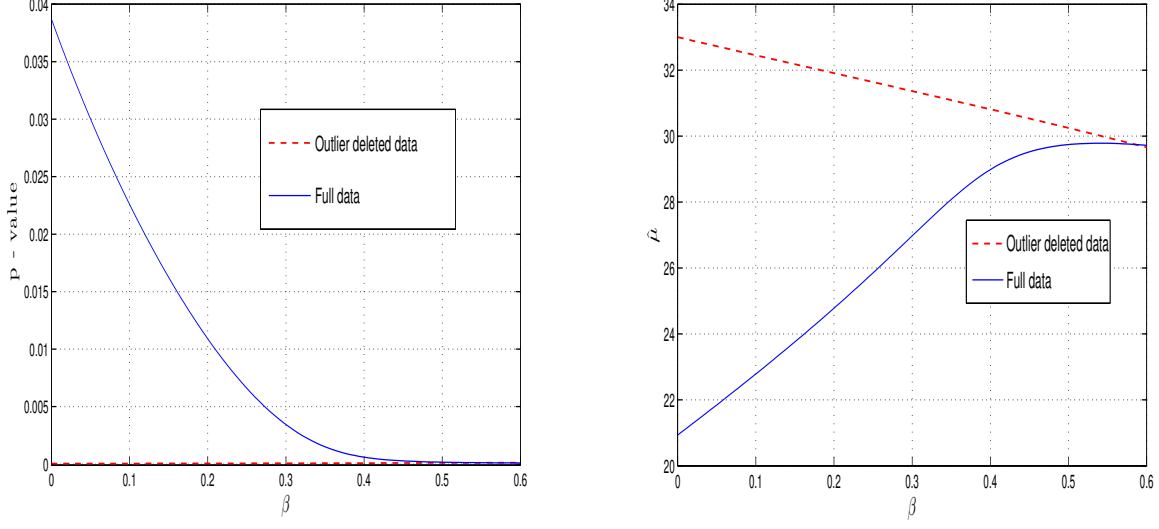 0.04
0.035
0.03
0.025
0.02
0.015
0.01
0.005
0
p - value
Outlier deleted data
Full data
0 0.1 0.2 0.3 0.4 0.5 0.6
β
34
32
30
28
26
24
22
20
μ̂
Outlier deleted data
Full data
0 0.1 0.2 0.3 0.4 0.5 0.6
β